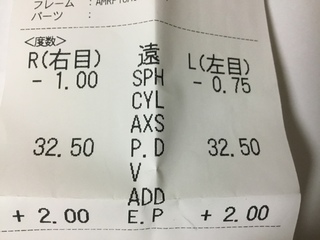 フレーム :
パーツ :
<度数>
R(右目) 遠 L(左目)
- 1.00 SPH - 0.75
CYL
AXS
32.50 P.D 32.50
V
ADD
+ 2.00 E.P + 2.00